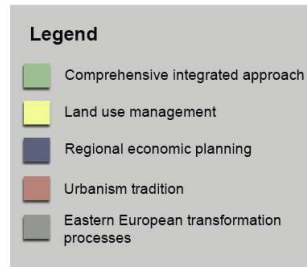 Legend
Comprehensive integrated approach
Land use management
Regional economic planning
Urbanism tradition
Eastern European transformation
processes